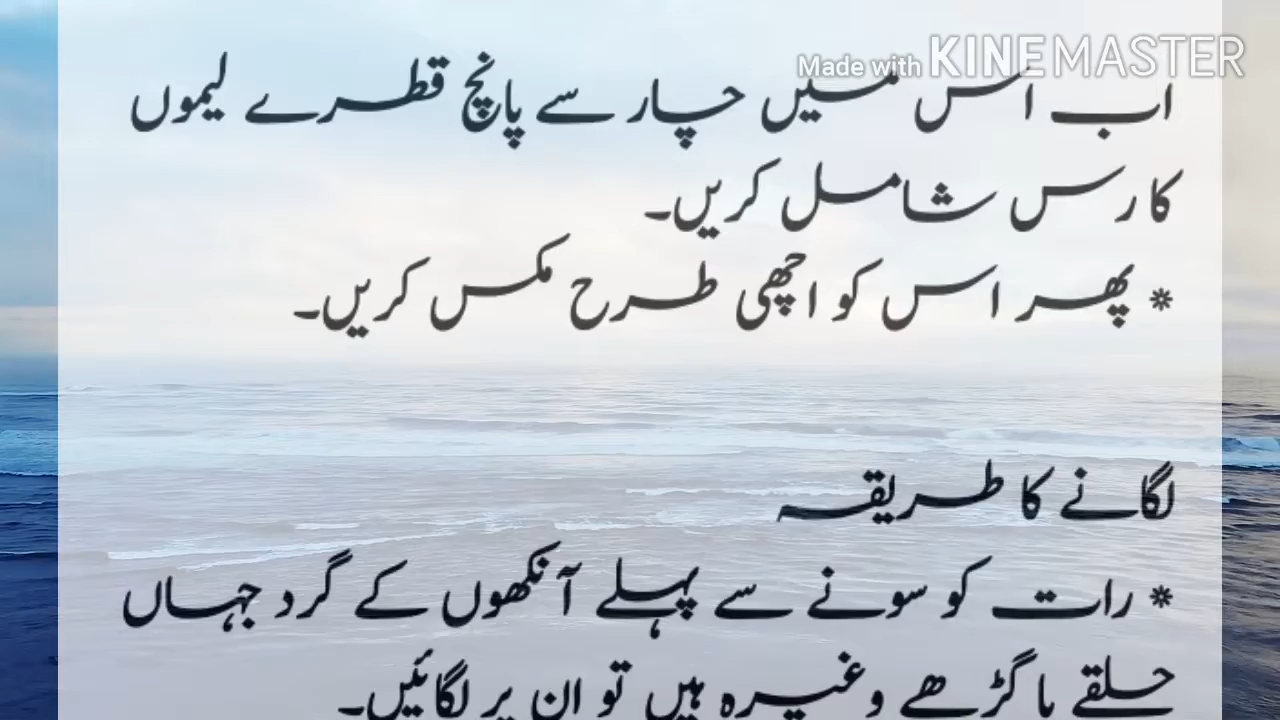 Made with KINEMASTER
اب اس میں چار سے پانچ قطرے لیموں
کا رس شامل کریں۔
* پھر اس کو اچھی طرح مکس کریں۔
لگانے کا طریقہ
* رات کو سونے سے پہلے آنکھوں کے گرد جہاں
حلقے یا گڑھے وغیرہ ہیں تو ان پر لگائیں۔